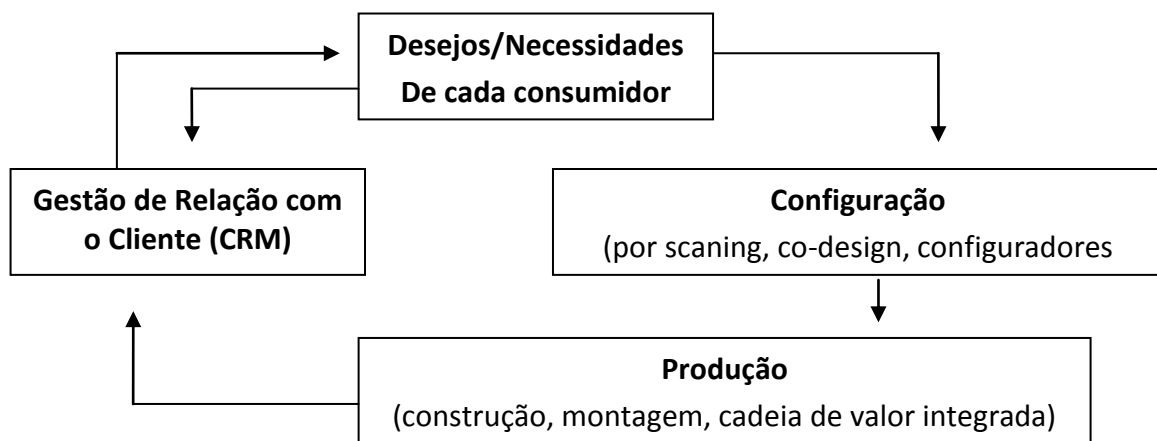 Desejos/Necessidades
De cada consumidor
Gestão de Relação com
o Cliente (CRM)
Configuração
(por scaning, co-design, configuradores
Produção
(construção, montagem, cadeia de valor integrada)